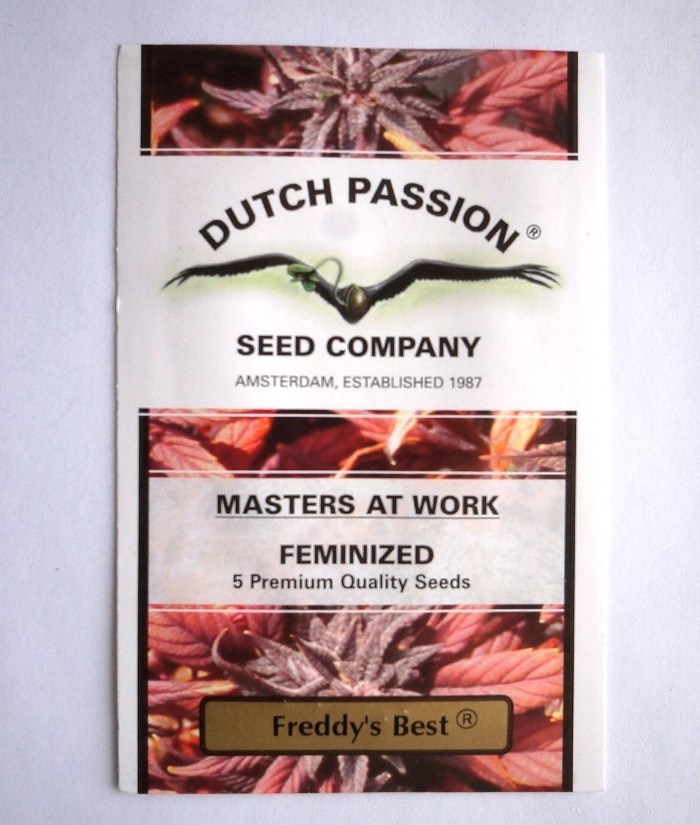 DUTCH PASSION®
SEED COMPANY
AMSTERDAM, ESTABLISHED 1987
MASTERS AT WORK
FEMINIZED
5 Premium Quality Seeds
Freddy's Best ®